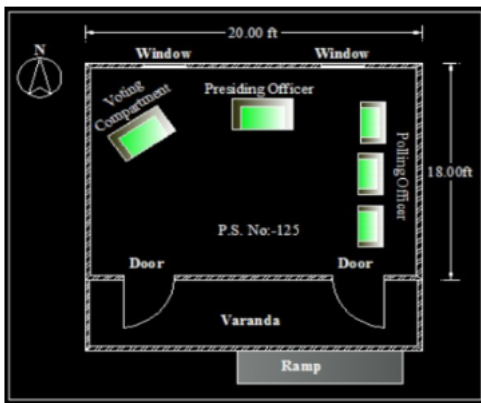 20.00 ft
N
Window
Window
Voting
Compartment
Presiding Officer
Polling Officer
18.00ft
P.S. No:-125
Door
Door
Varanda
Ramp